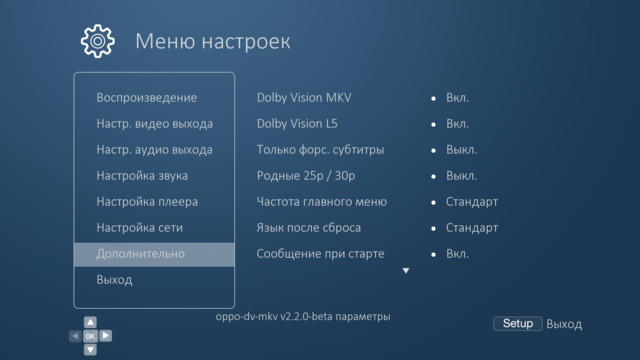 Меню настроек
Воспроизведение
Настр. видео выхода
Настр. аудио выхода
Настройка звука
Настройка плеера
Настройка сети
Дополнительно
Выход
Dolby Vision MKV • Вкл.
Dolby Vision L5 • Вкл.
Только форс. субтитры • Выкл.
Родные 25p / 30p • Выкл.
Частота главного меню • Стандарт
Язык после сброса • Стандарт
Сообщение при старте • Вкл.
oppo-dv-mkv v2.2.0-beta параметры
OK
Setup Выход